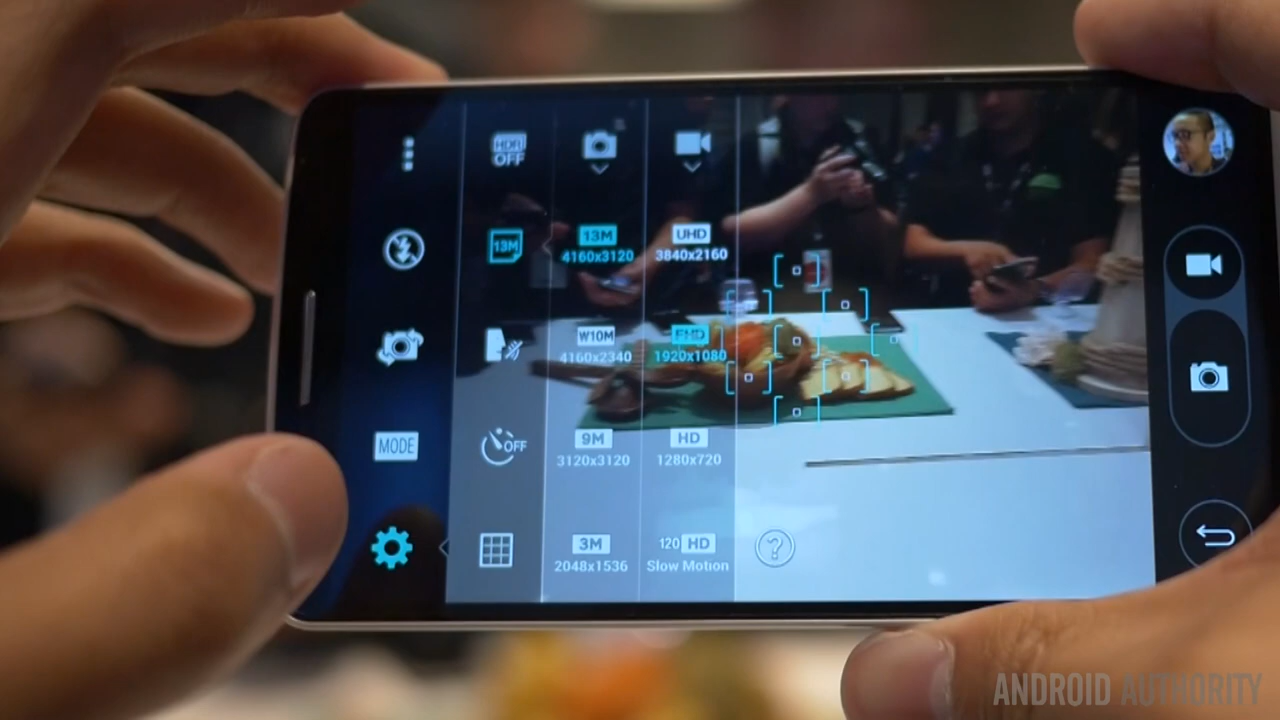 HDR
OFF
13M
13M
4160x3120
UHD
3840x2160
W10M
4160x2340
FHD
1920x1080
MODE
OFF
9M
3120x3120
HD
1280x720
3M
2048x1536
120 HD
Slow Motion
?
ANDROID AUTHORITY